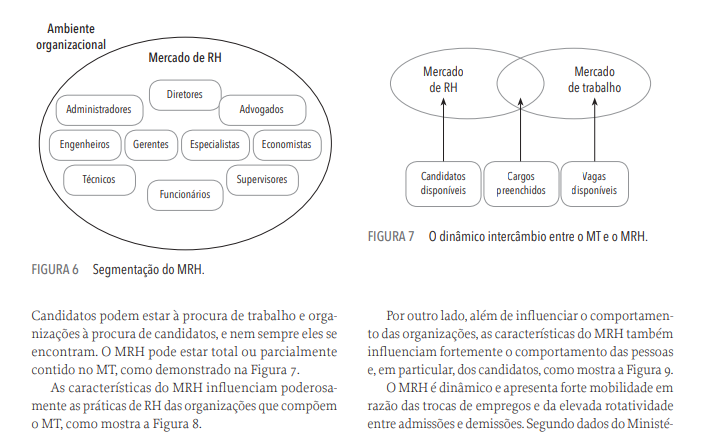 Ambiente
organizacional
Mercado de RH
Diretores
Administradores
Advogados
Engenheiros
Gerentes
Especialistas
Economistas
Técnicos
Supervisores
Funcionários
FIGURA 6 Segmentação do MRH.
Candidatos podem estar à procura de trabalho e orga-
nizações à procura de candidatos, e nem sempre eles se
encontram. O MRH pode estar total ou parcialmente
contido no MT, como demonstrado na Figura 7.
As características do MRH influenciam poderosa-
mente as práticas de RH das organizações que compõem
o MT, como mostra a Figura 8.
Mercado
de RH
Mercado
de trabalho
Candidatos
disponíveis
Cargos
preenchidos
Vagas
disponíveis
FIGURA 7 O dinâmico intercâmbio entre o MT e o MRH.
Por outro lado, além de influenciar o comportamen-
to das organizações, as características do MRH também
influenciam fortemente o comportamento das pessoas
e, em particular, dos candidatos, como mostra a Figura 9.
O MRH é dinâmico e apresenta forte mobilidade em
razão das trocas de empregos e da elevada rotatividade
entre admissões e demissões. Segundo dados do Ministé-